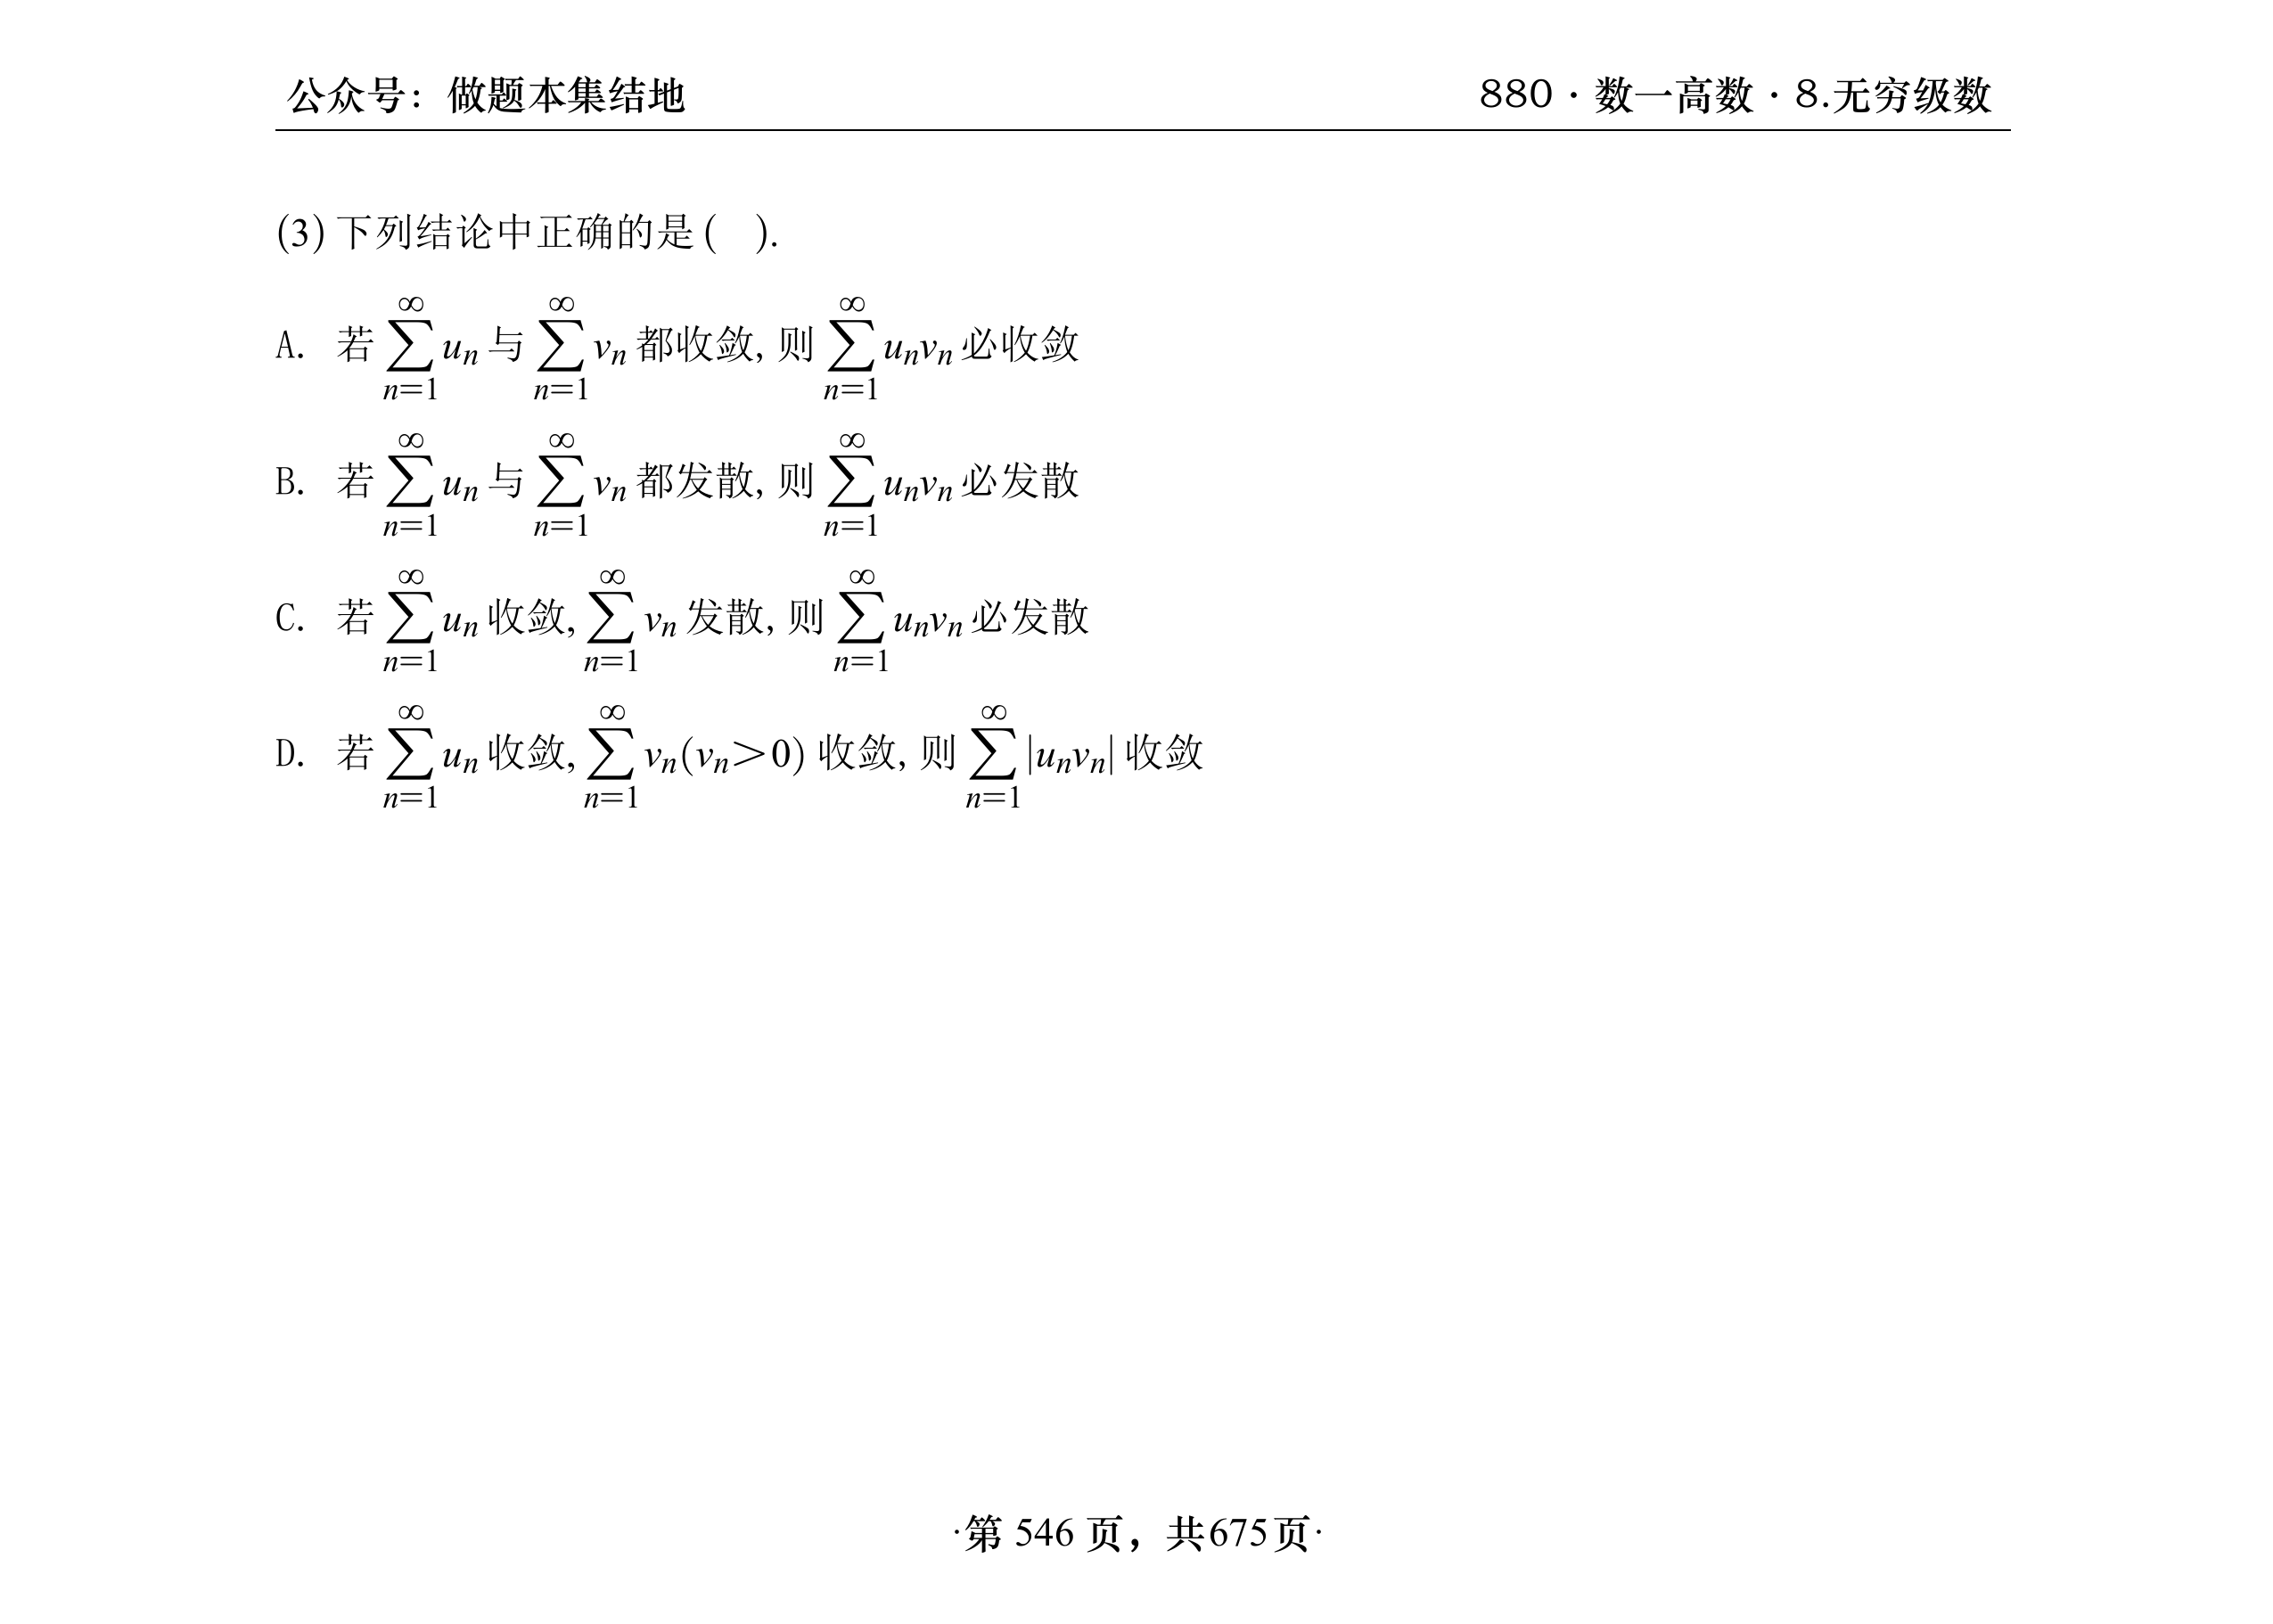 公众号：做题本集结地
880·数一高数·8.无穷级数
(3) 下列结论中正确的是 ( ).
A. 若 $\sum_{n=1}^{\infty} u_n$ 与 $\sum_{n=1}^{\infty} v_n$ 都收敛, 则 $\sum_{n=1}^{\infty} u_n v_n$ 必收敛
B. 若 $\sum_{n=1}^{\infty} u_n$ 与 $\sum_{n=1}^{\infty} v_n$ 都发散, 则 $\sum_{n=1}^{\infty} u_n v_n$ 必发散
C. 若 $\sum_{n=1}^{\infty} u_n$ 收敛, $\sum_{n=1}^{\infty} v_n$ 发散, 则 $\sum_{n=1}^{\infty} u_n v_n$ 必发散
D. 若 $\sum_{n=1}^{\infty} u_n$ 收敛, $\sum_{n=1}^{\infty} v_n (v_n > 0)$ 收敛, 则 $\sum_{n=1}^{\infty} |u_n v_n|$ 收敛
·第 546 页，共675页·